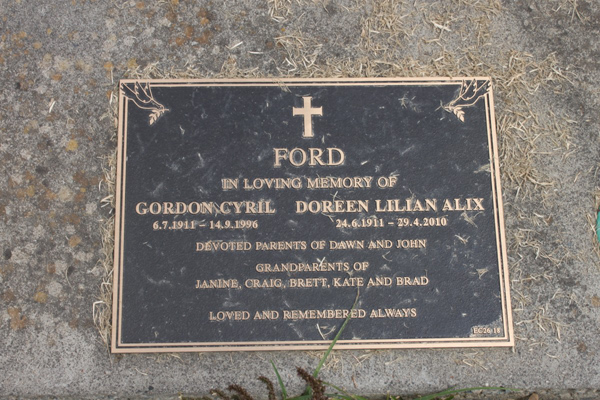 FORD
IN LOVING MEMORY OF
GORDON CYRIL DOREEN LILIAN ALIX
6.7.1911 – 14.9.1996 24.6.1911 – 29.4.2010
DEVOTED PARENTS OF DAWN AND JOHN
GRANDPARENTS OF
JANINE, CRAIG, BRETT, KATE AND BRAD
LOVED AND REMEMBERED ALWAYS